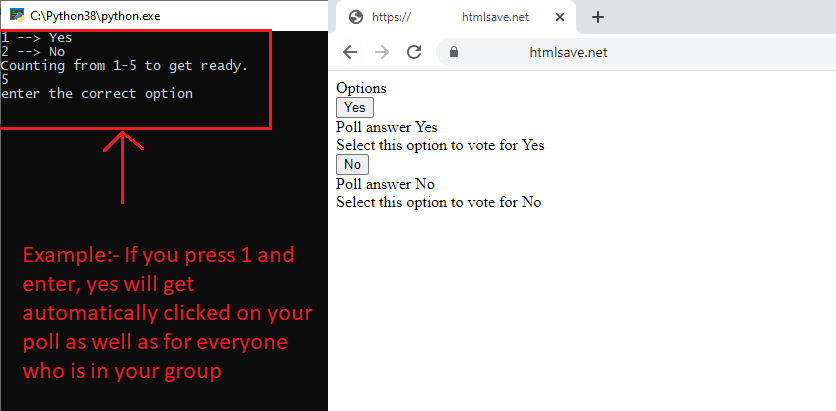 C:\Python38\python.exe
1 --> Yes
2 --> No
Counting from 1-5 to get ready.
5
enter the correct option
Example:- If you press 1 and
enter, yes will get
automatically clicked on your
poll as well as for everyone
who is in your group
https:// htmlsave.net
htmlsave.net
Options
Yes
Poll answer Yes
Select this option to vote for Yes
No
Poll answer No
Select this option to vote for No